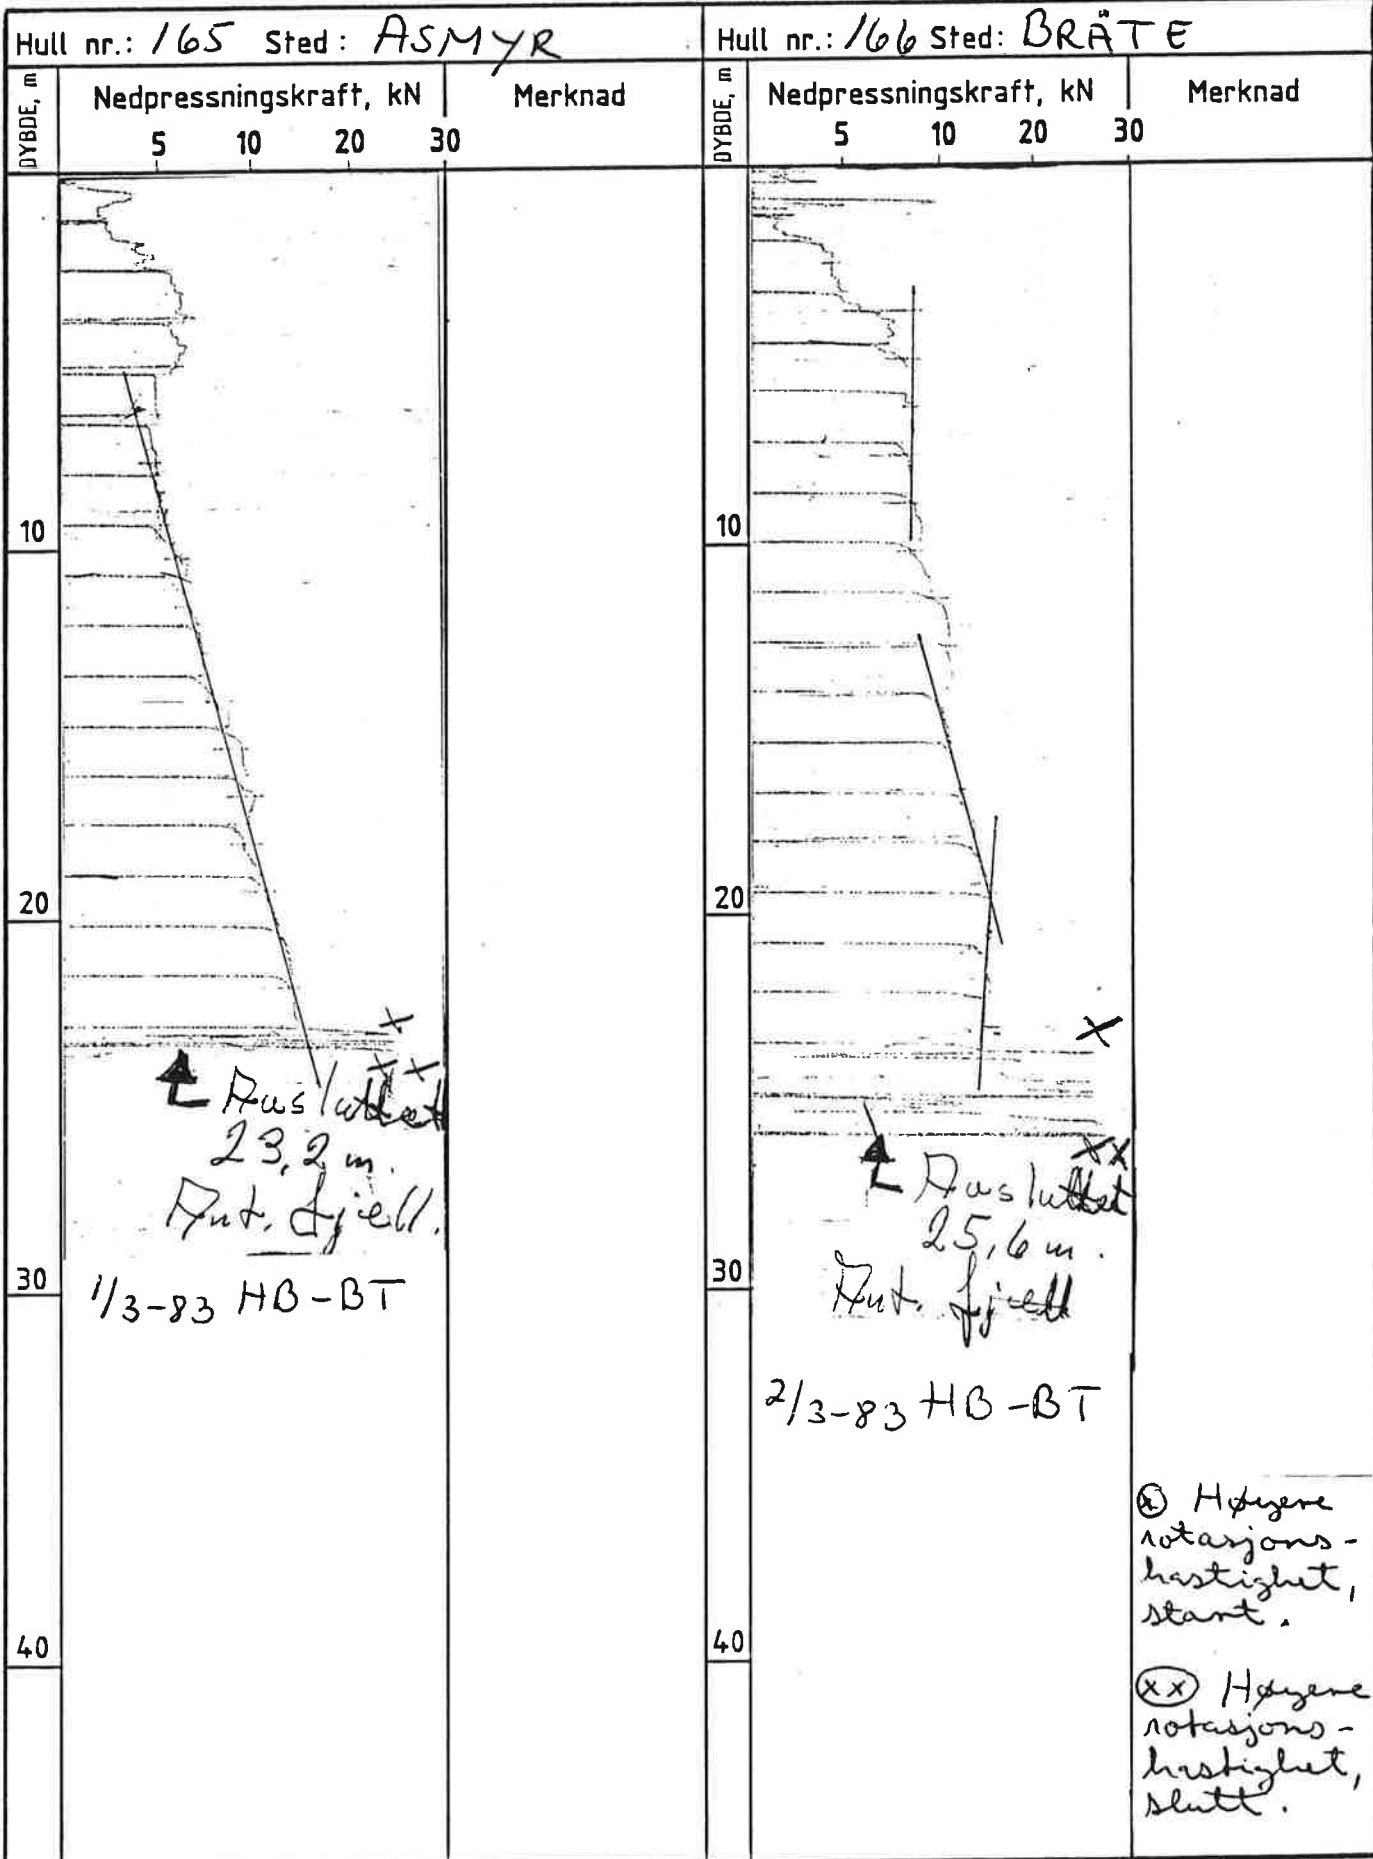 Hull nr.: 165 Sted: ASMYR
DYBDE, m
Nedpressningskraft, kN
Merknad
5 10 20 30
10
20
x
xx
Avsluttet
23,2 m.
Ant. fjell.
30
1/3-83 HB-BT
40
Hull nr.: 166 Sted: BRÄTE
DYBDE, m
Nedpressningskraft, kN
Merknad
5 10 20 30
10
20
x
xx
Avsluttet
25,6 m.
Ant. fjell
30
2/3-83 HB-BT
40
ⓧ Høyere
rotasjons-
hastighet,
start.
(xx) Høyere
rotasjons-
hastighet,
slutt.